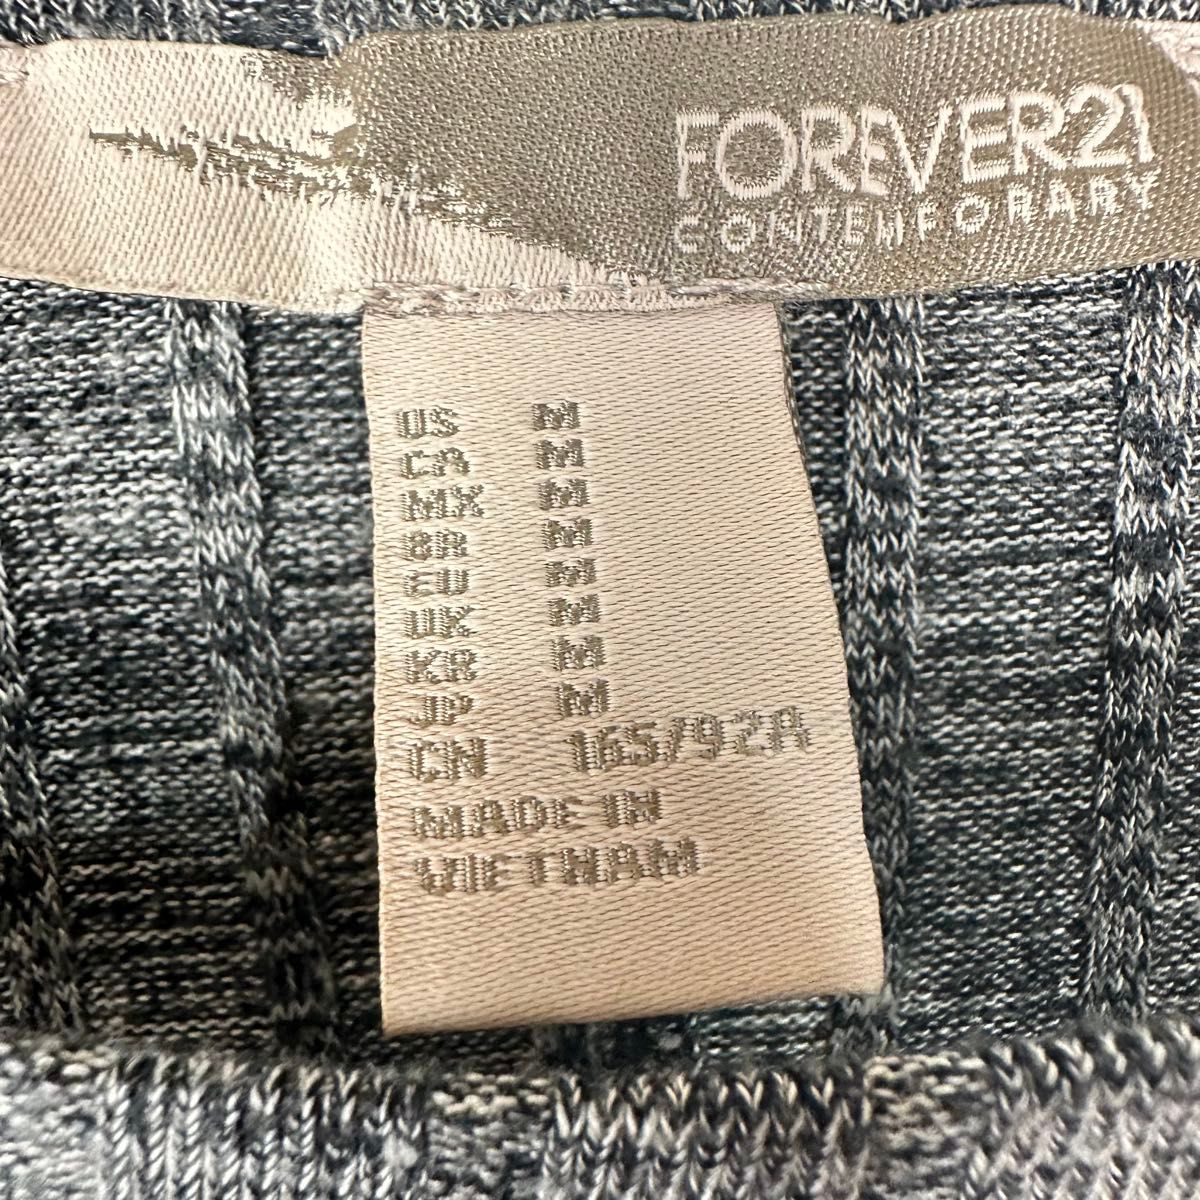 FOREVER21
CONTEMPORARY
US M
CA M
MX M
BR M
EU M
UK M
KR M
JP M
CN 165/92A
MADE IN
VIETNAM